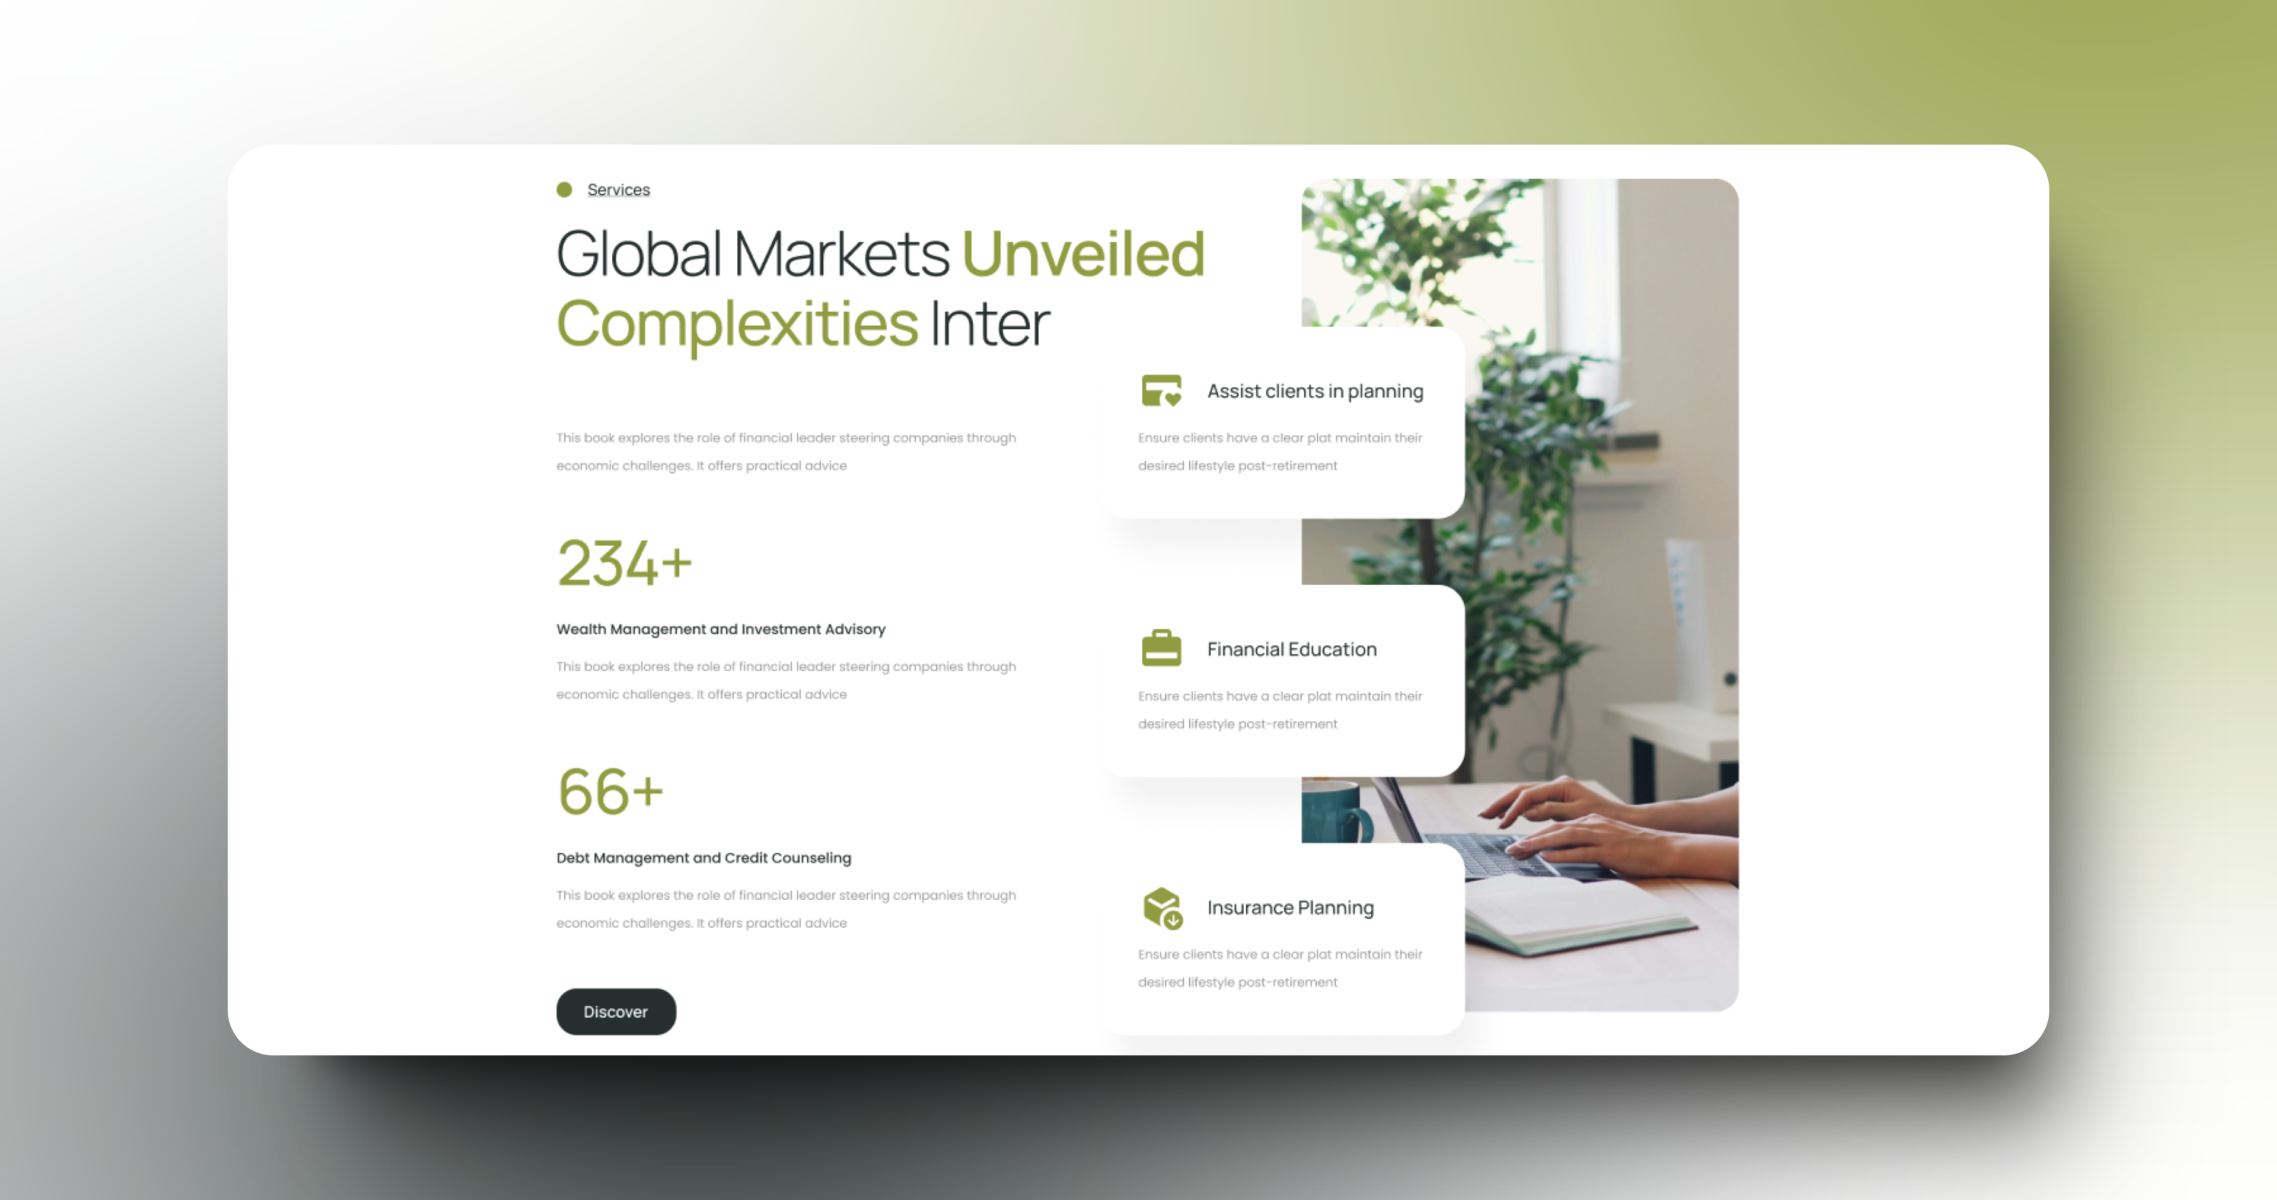 Services
Global Markets Unveiled
Complexities Inter
This book explores the role of financial leader steering companies through
economic challenges. It offers practical advice
234+
Wealth Management and Investment Advisory
This book explores the role of financial leader steering companies through
economic challenges. It offers practical advice
66+
Debt Management and Credit Counseling
This book explores the role of financial leader steering companies through
economic challenges. It offers practical advice
Discover
Assist clients in planning
Ensure clients have a clear plat maintain their
desired lifestyle post-retirement
Financial Education
Ensure clients have a clear plat maintain their
desired lifestyle post-retirement
Insurance Planning
Ensure clients have a clear plat maintain their
desired lifestyle post-retirement